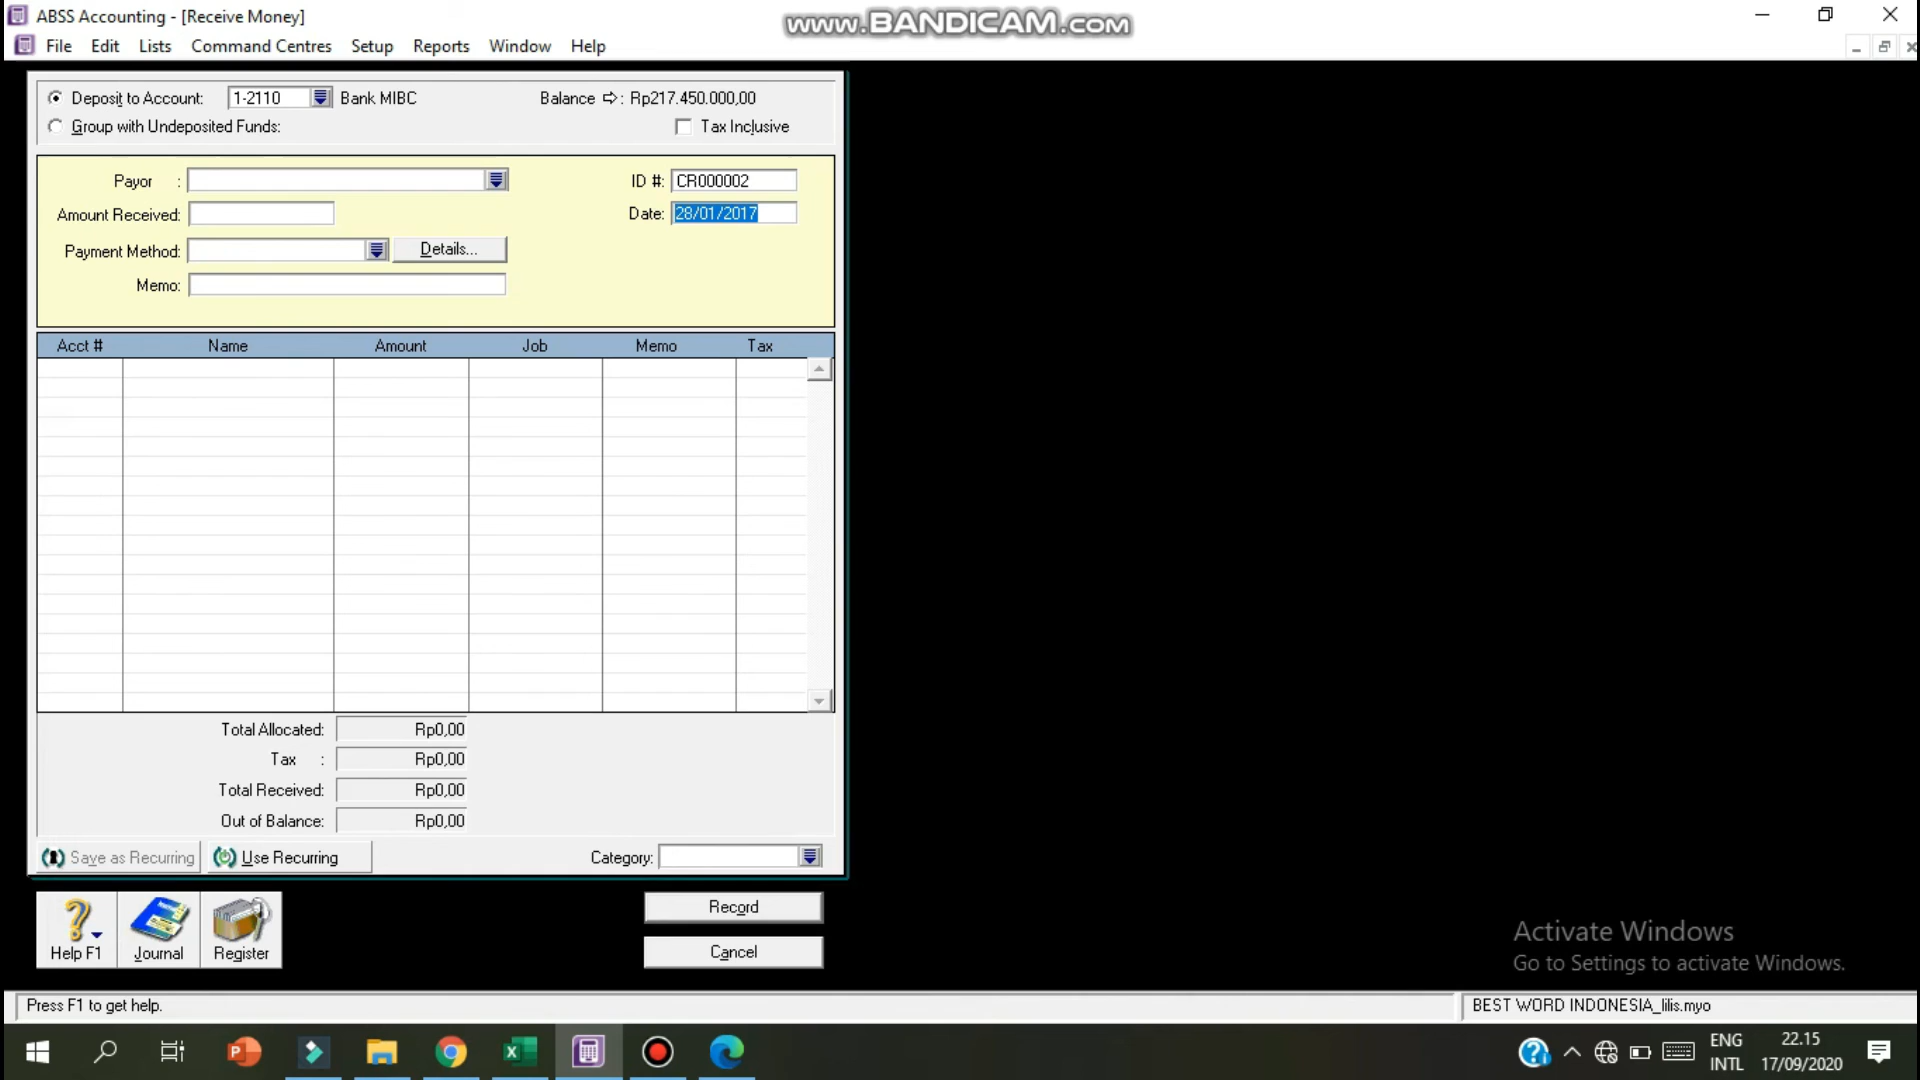 ABSS Accounting - [Receive Money]
www.BANDICAM.com
File Edit Lists Command Centres Setup Reports Window Help
Deposit to Account: 1-2110 Bank MIBC Balance : Rp217.450.000,00
Group with Undeposited Funds: Tax Inclusive
Payor : ID #: CR000002
Amount Received: Date: 28/01/2017
Payment Method: Details...
Memo:
Acct # Name Amount Job Memo Tax
Total Allocated: Rp0,00
Tax : Rp0,00
Total Received: Rp0,00
Out of Balance: Rp0,00
Save as Recurring Use Recurring Category:
Record
Help F1 Journal Register
Cancel
Activate Windows
Go to Settings to activate Windows.
Press F1 to get help. BEST WORD INDONESIA_lilis.myo
ENG 22.15
INTL 17/09/2020